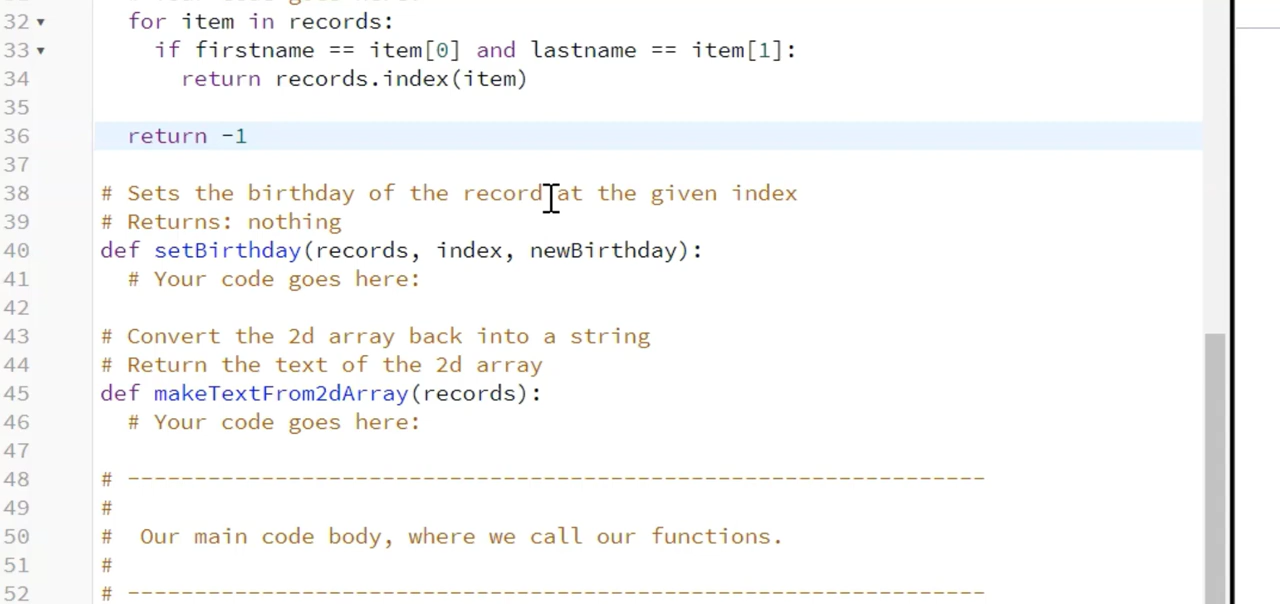 32 for item in records:
33 if firstname == item[0] and lastname == item[1]:
34 return records.index(item)
35
36 return -1
37
38 # Sets the birthday of the record at the given index
39 # Returns: nothing
40 def setBirthday(records, index, newBirthday):
41 # Your code goes here:
42
43 # Convert the 2d array back into a string
44 # Return the text of the 2d array
45 def makeTextFrom2dArray(records):
46 # Your code goes here:
47
48 # ----------------------------------------------------------------
49 #
50 # Our main code body, where we call our functions.
51 #
52 # ----------------------------------------------------------------